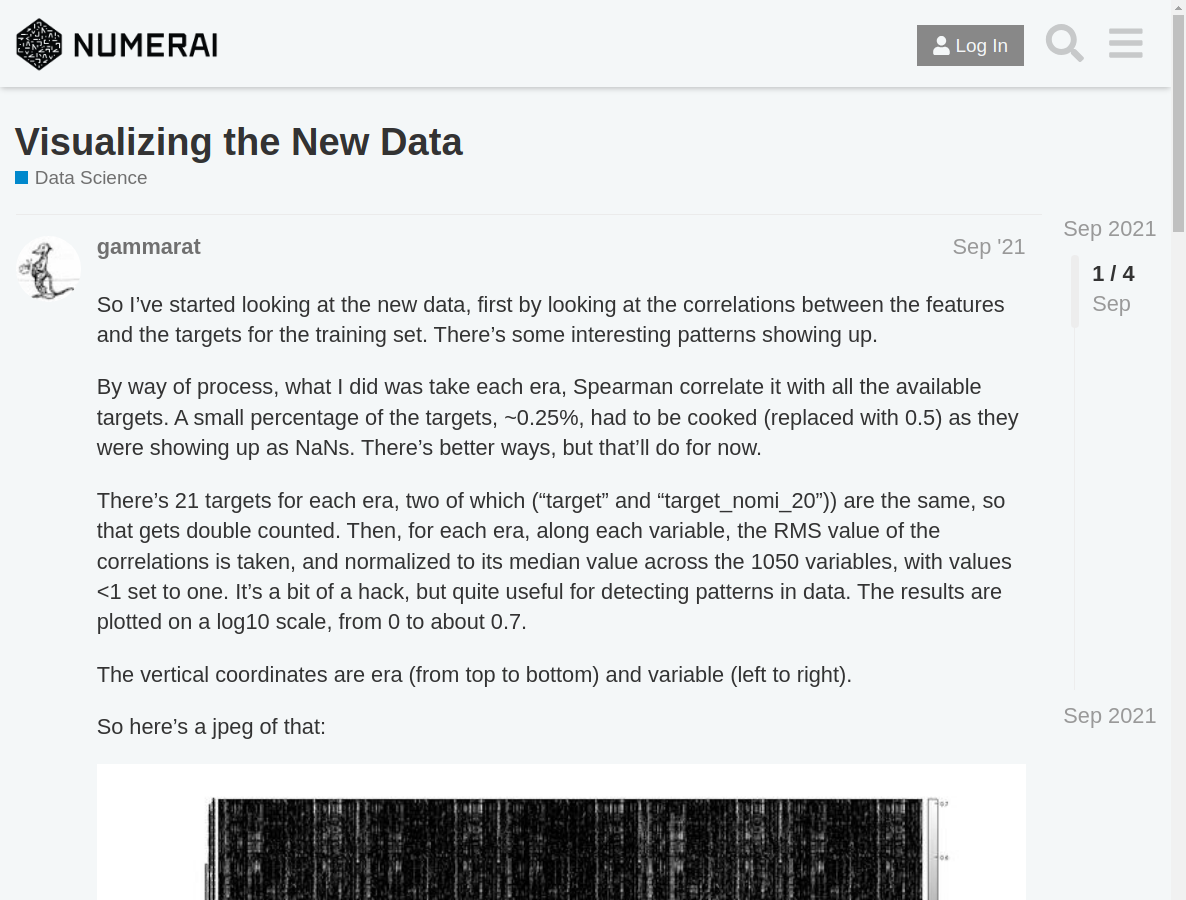 NUMERAI
Log In
Visualizing the New Data
Data Science
gammarat
Sep '21
Sep 2021
1 / 4
Sep
Sep 2021
So I’ve started looking at the new data, first by looking at the correlations between the features
and the targets for the training set. There’s some interesting patterns showing up.
By way of process, what I did was take each era, Spearman correlate it with all the available
targets. A small percentage of the targets, ~0.25%, had to be cooked (replaced with 0.5) as they
were showing up as NaNs. There’s better ways, but that’ll do for now.
There’s 21 targets for each era, two of which (“target” and “target_nomi_20”)) are the same, so
that gets double counted. Then, for each era, along each variable, the RMS value of the
correlations is taken, and normalized to its median value across the 1050 variables, with values
<1 set to one. It’s a bit of a hack, but quite useful for detecting patterns in data. The results are
plotted on a log10 scale, from 0 to about 0.7.
The vertical coordinates are era (from top to bottom) and variable (left to right).
So here’s a jpeg of that:
0.7
0.6